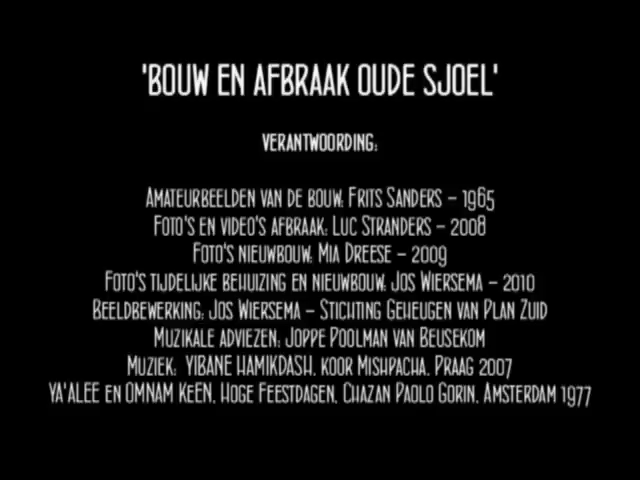 'BOUW EN AFBRAAK OUDE SJOEL'
VERANTWOORDING:
AMATEURBEELDEN VAN DE BOUW: FRITS SANDERS – 1965
FOTO'S EN VIDEO'S AFBRAAK: LUC STRANDERS – 2008
FOTO'S NIEUWBOUW: MIA DREESE – 2009
FOTO'S TIJDELIJKE BEHUIZING EN NIEUWBOUW: JOS WIERSEMA – 2010
BEELDBEWERKING: JOS WIERSEMA – STICHTING GEHEUGEN VAN PLAN ZUID
MUZIKALE ADVIEZEN: JOPPE POOLMAN VAN BEUSEKOM
MUZIEK: YIBANE HAMIKDASH, KOOR MISHPACHA, PRAAG 2007
YA'ALEE EN OMNAM KEEN, HOGE FEESTDAGEN, CHAZAN PAOLO GORIN, AMSTERDAM 1977